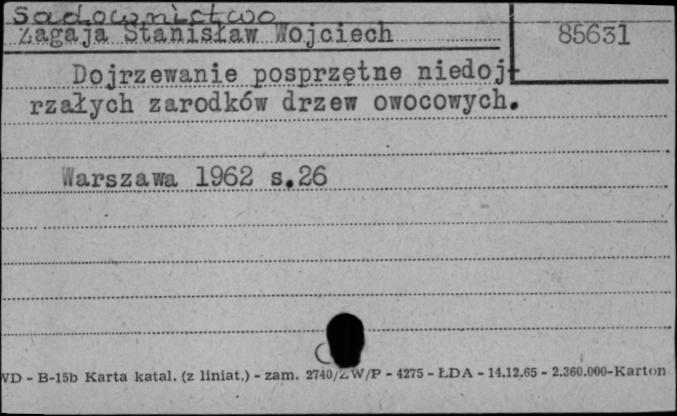 Sadownictwo
Zagaja Stanisław Wojciech
85631
Dojrzewanie posprzętne niedoj-
rzałych zarodków drzew owocowych.
Warszawa 1962 s.26
VD - B-15b Karta katal. (z liniat.) - zam. 2740/ZW/P - 4275 - ŁDA - 14.12.65 - 2.360.000-Karton